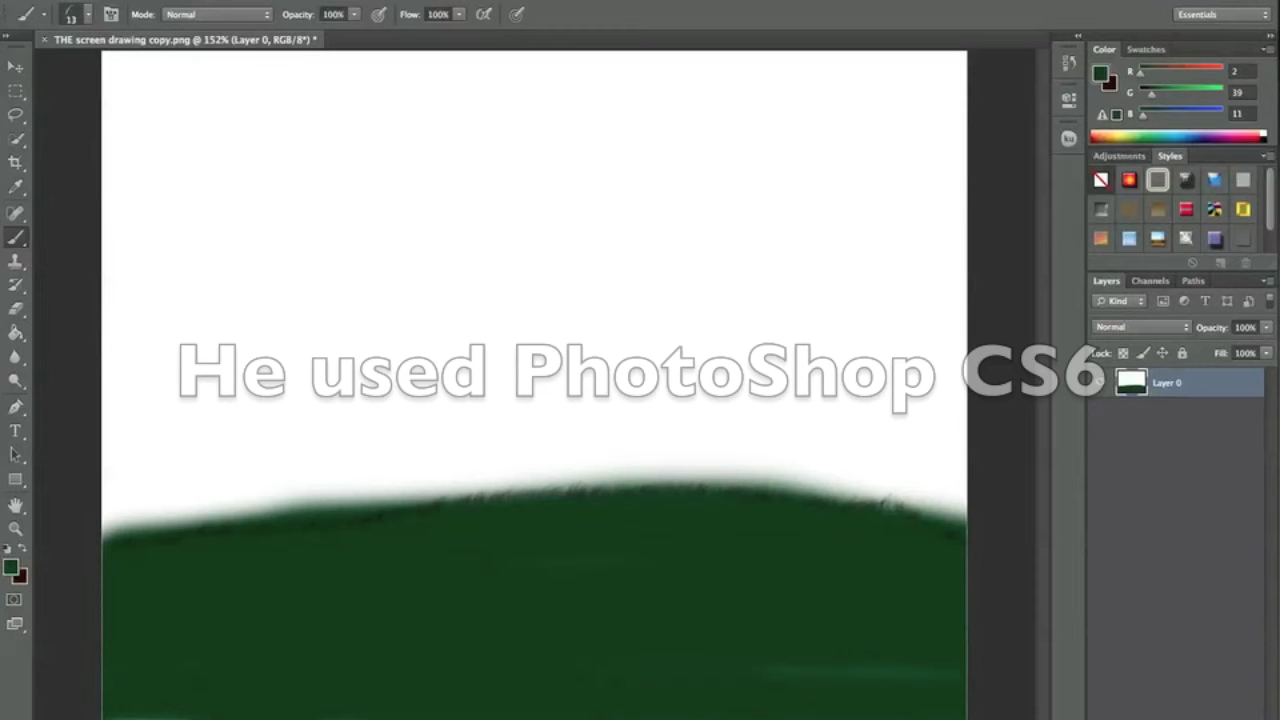 13 Mode: Normal Opacity: 100% Flow: 100% Essentials
× THE screen drawing copy.png @ 152% (Layer 0, RGB/8*) *
Color Swatches
R 2
G 39
B 11
Adjustments Styles
Layers Channels Paths
Kind
Normal Opacity: 100%
Lock: Fill: 100%
He used PhotoShop CS6
Layer 0